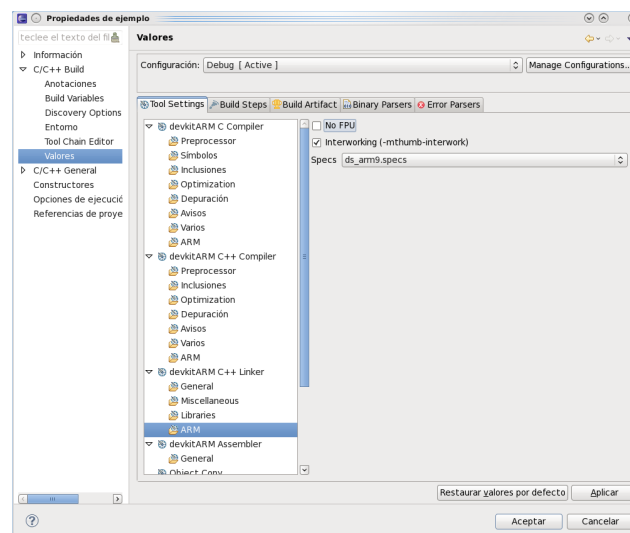 Propiedades de ejemplo
teclee el texto del fil
Valores
Información
C/C++ Build
Anotaciones
Build Variables
Discovery Options
Entorno
Tool Chain Editor
Valores
C/C++ General
Constructores
Opciones de ejecució
Referencias de proye
Configuración: Debug [ Active ]
Manage Configurations..
Tool Settings Build Steps Build Artifact Binary Parsers Error Parsers
devkitARM C Compiler
Preprocessor
Símbolos
Inclusiones
Optimization
Depuración
Avisos
Varios
ARM
devkitARM C++ Compiler
Preprocessor
Inclusiones
Optimization
Depuración
Avisos
Varios
ARM
devkitARM C++ Linker
General
Miscellaneous
Libraries
ARM
devkitARM Assembler
General
Object Copy
No FPU
Interworking (-mthumb-interwork)
Specs ds_arm9.specs
Restaurar valores por defecto Aplicar
Aceptar Cancelar